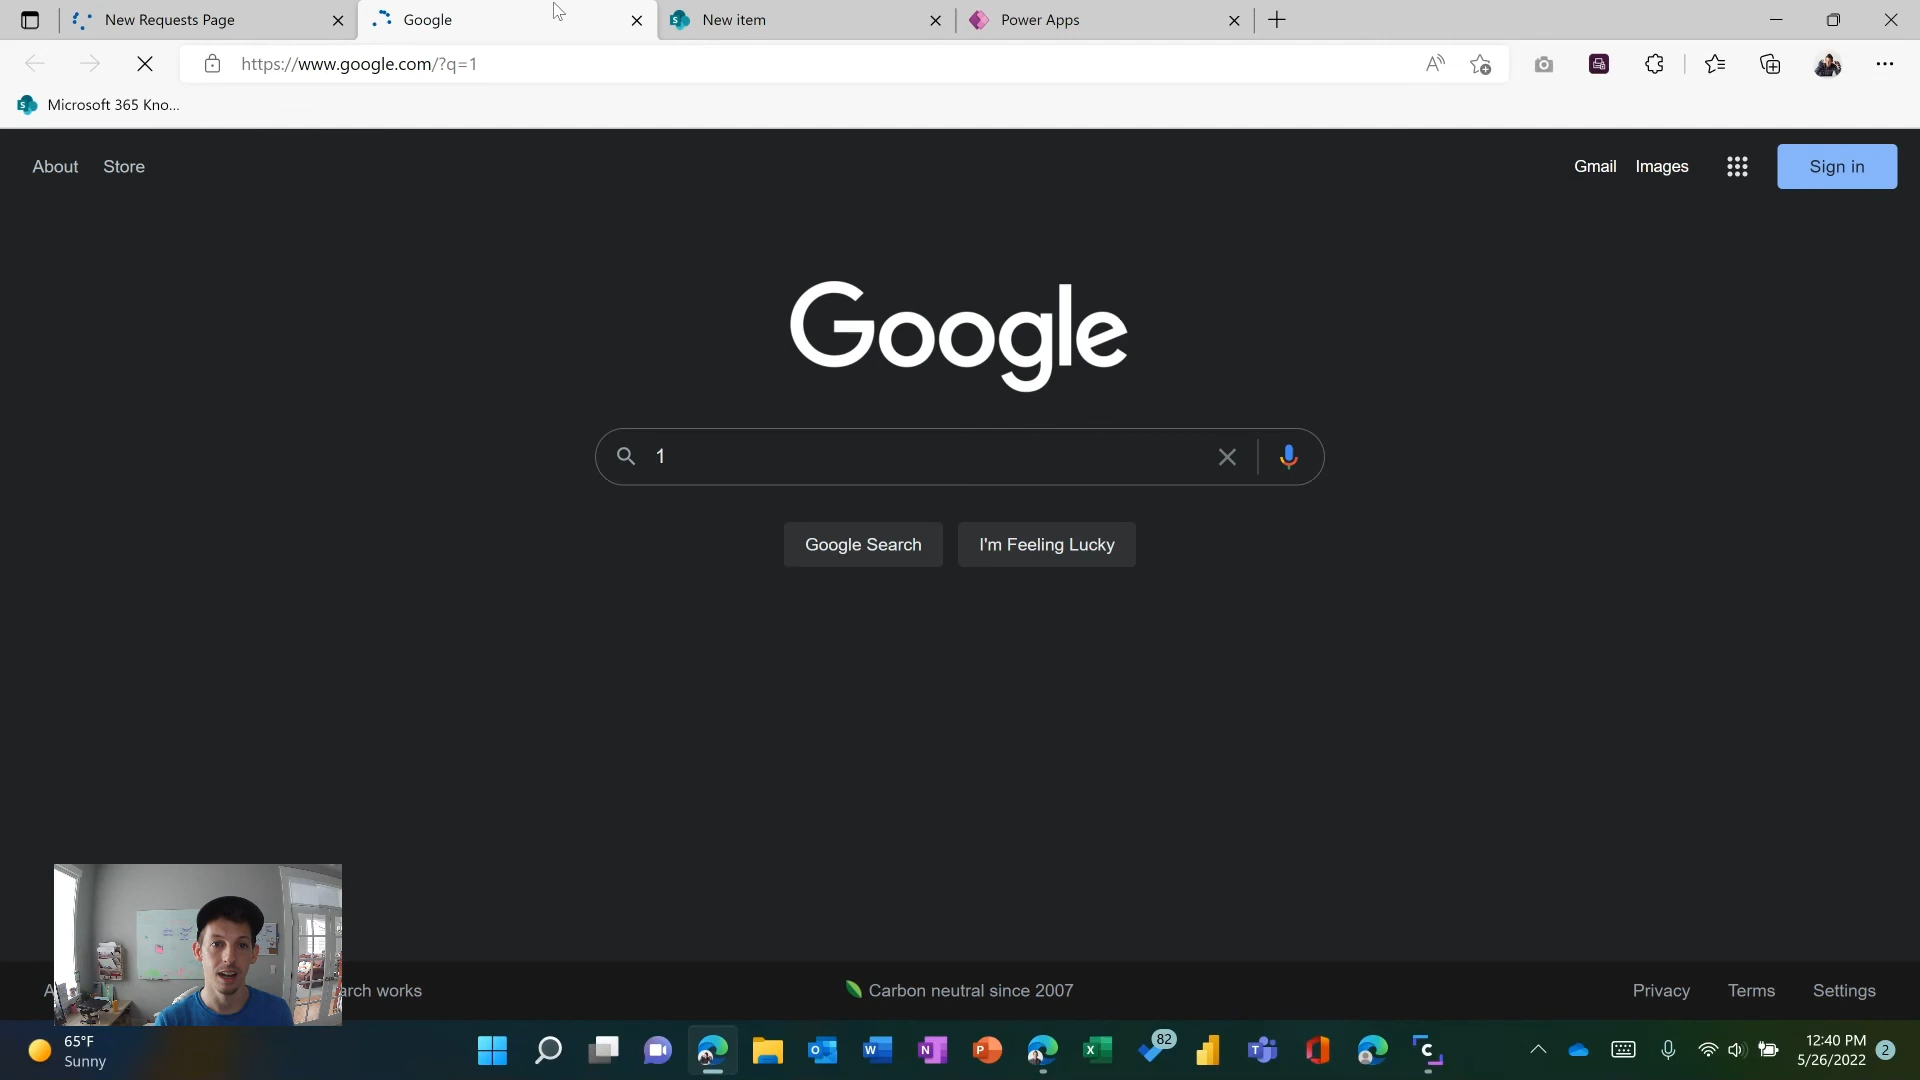 New Requests Page
Google
New item
Power Apps
https://www.google.com/?q=1
Microsoft 365 Kno...
About
Store
Gmail
Images
Sign in
Google
1
Google Search
I'm Feeling Lucky
arch works
Carbon neutral since 2007
Privacy
Terms
Settings
65°F
Sunny
82
12:40 PM
5/26/2022
2